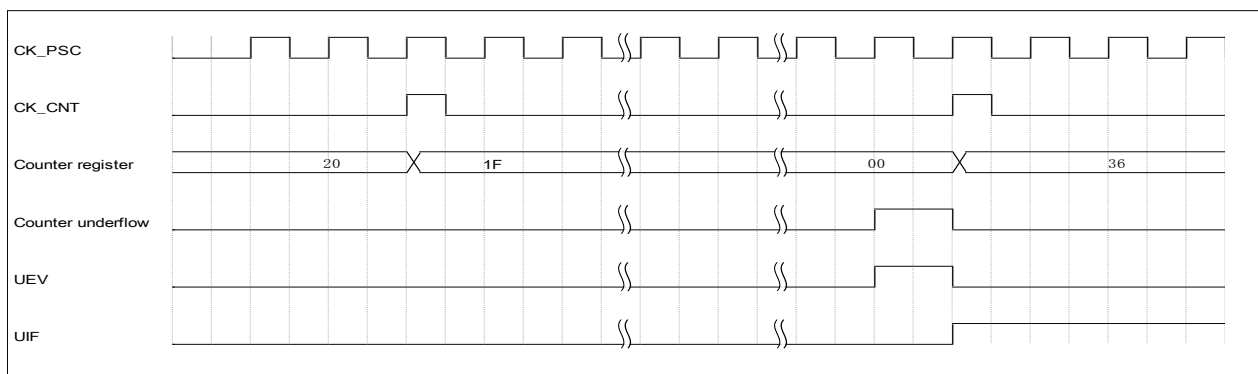 CK_PSC
CK_CNT
Counter register 20 1F 00 36
Counter underflow
UEV
UIF